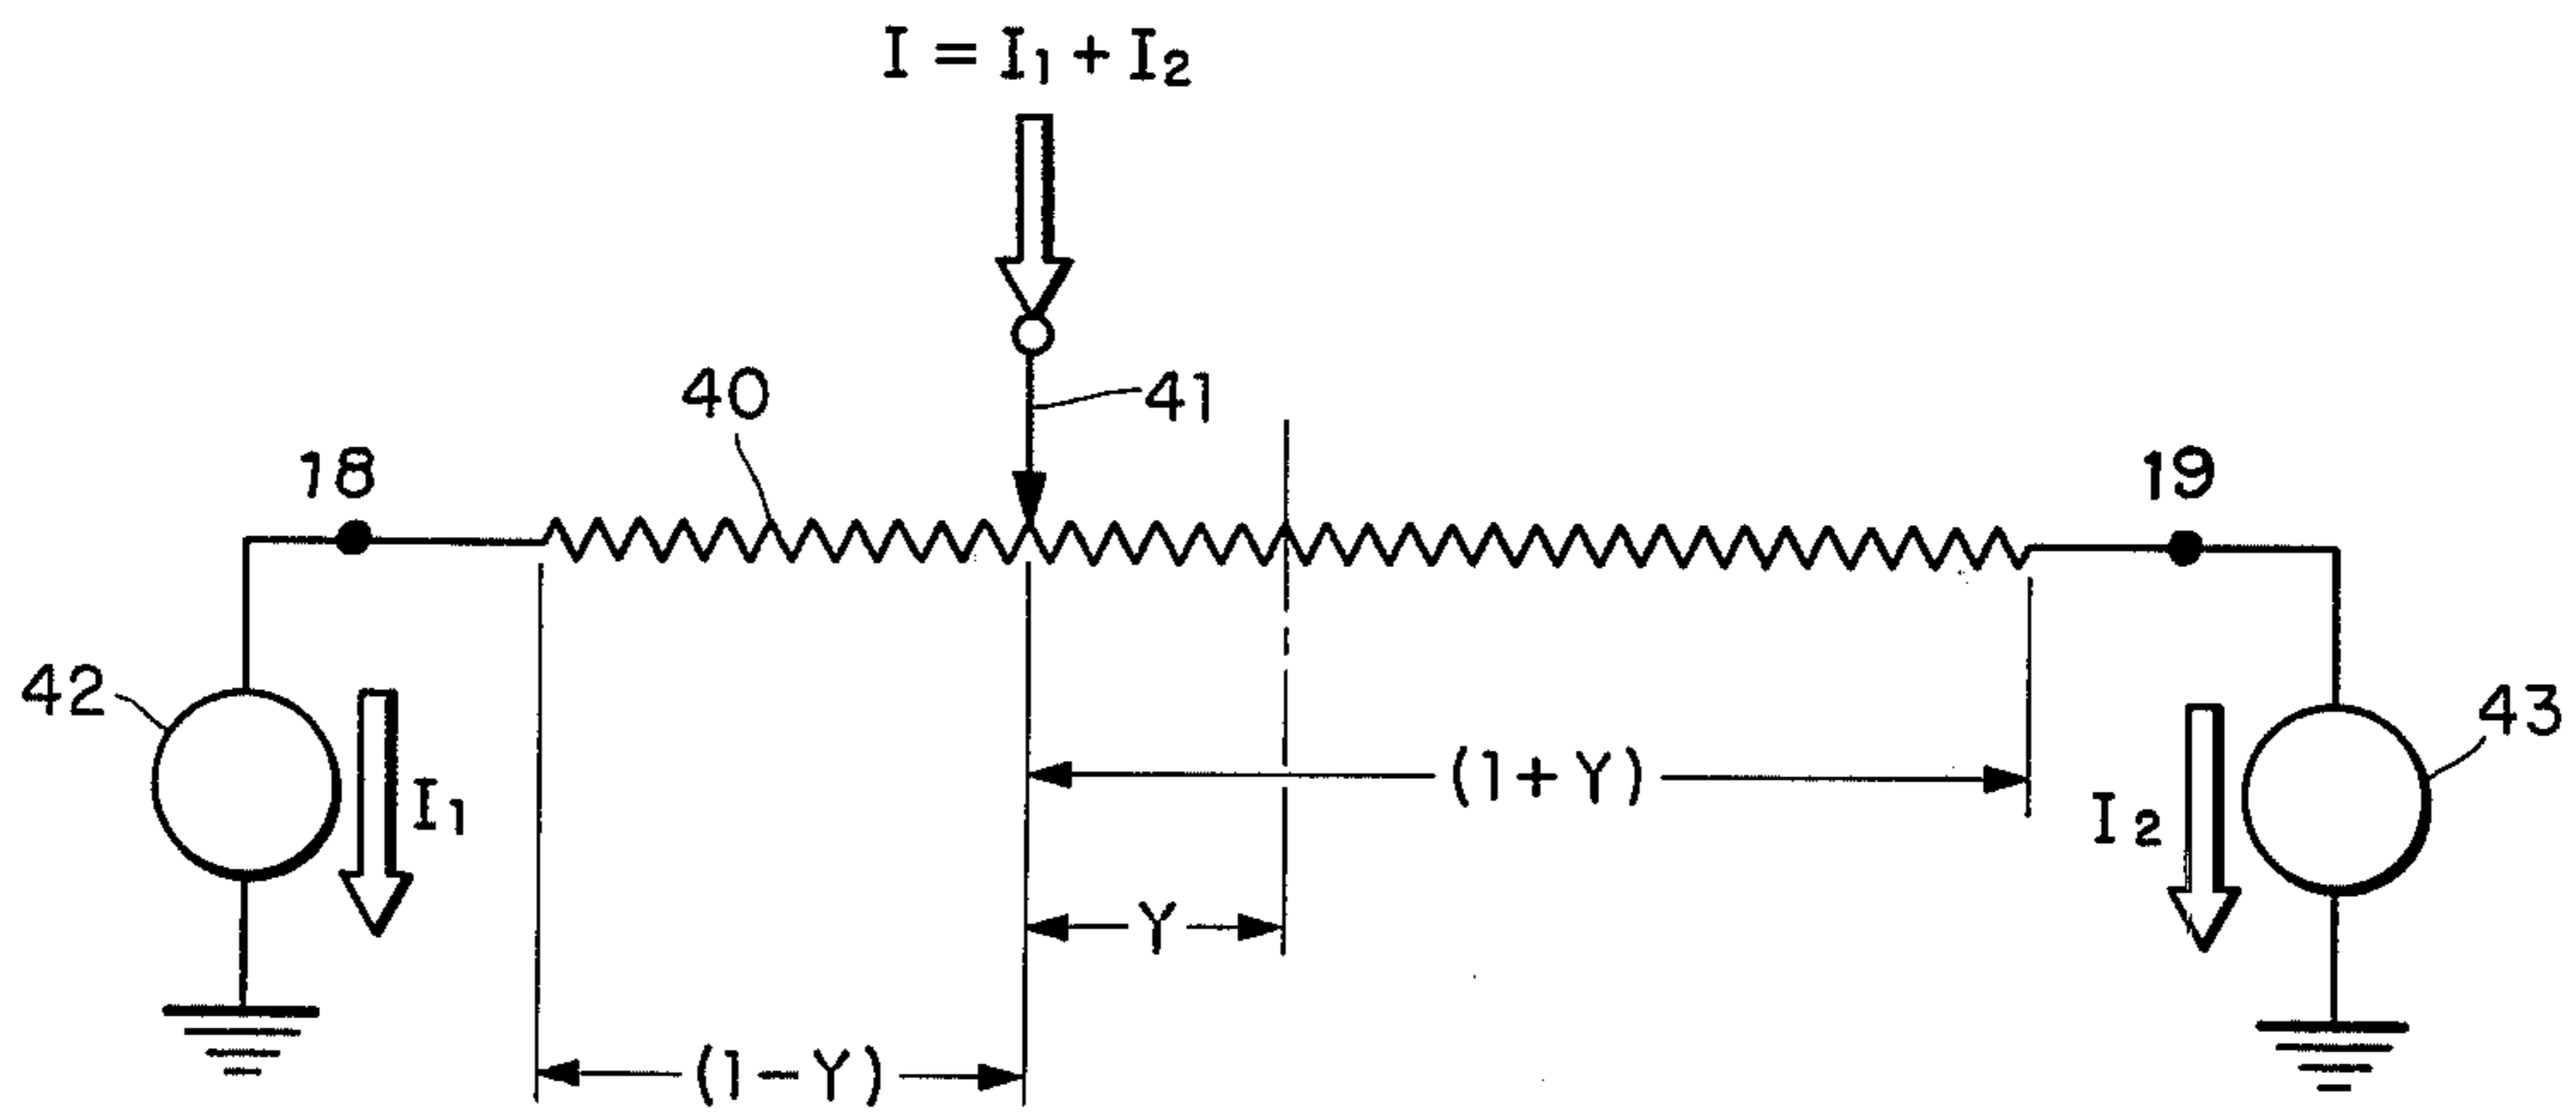 I = I₁ + I₂
40
41
18
19
42
I₁
43
I₂
(1+Y)
Y
(1−Y)